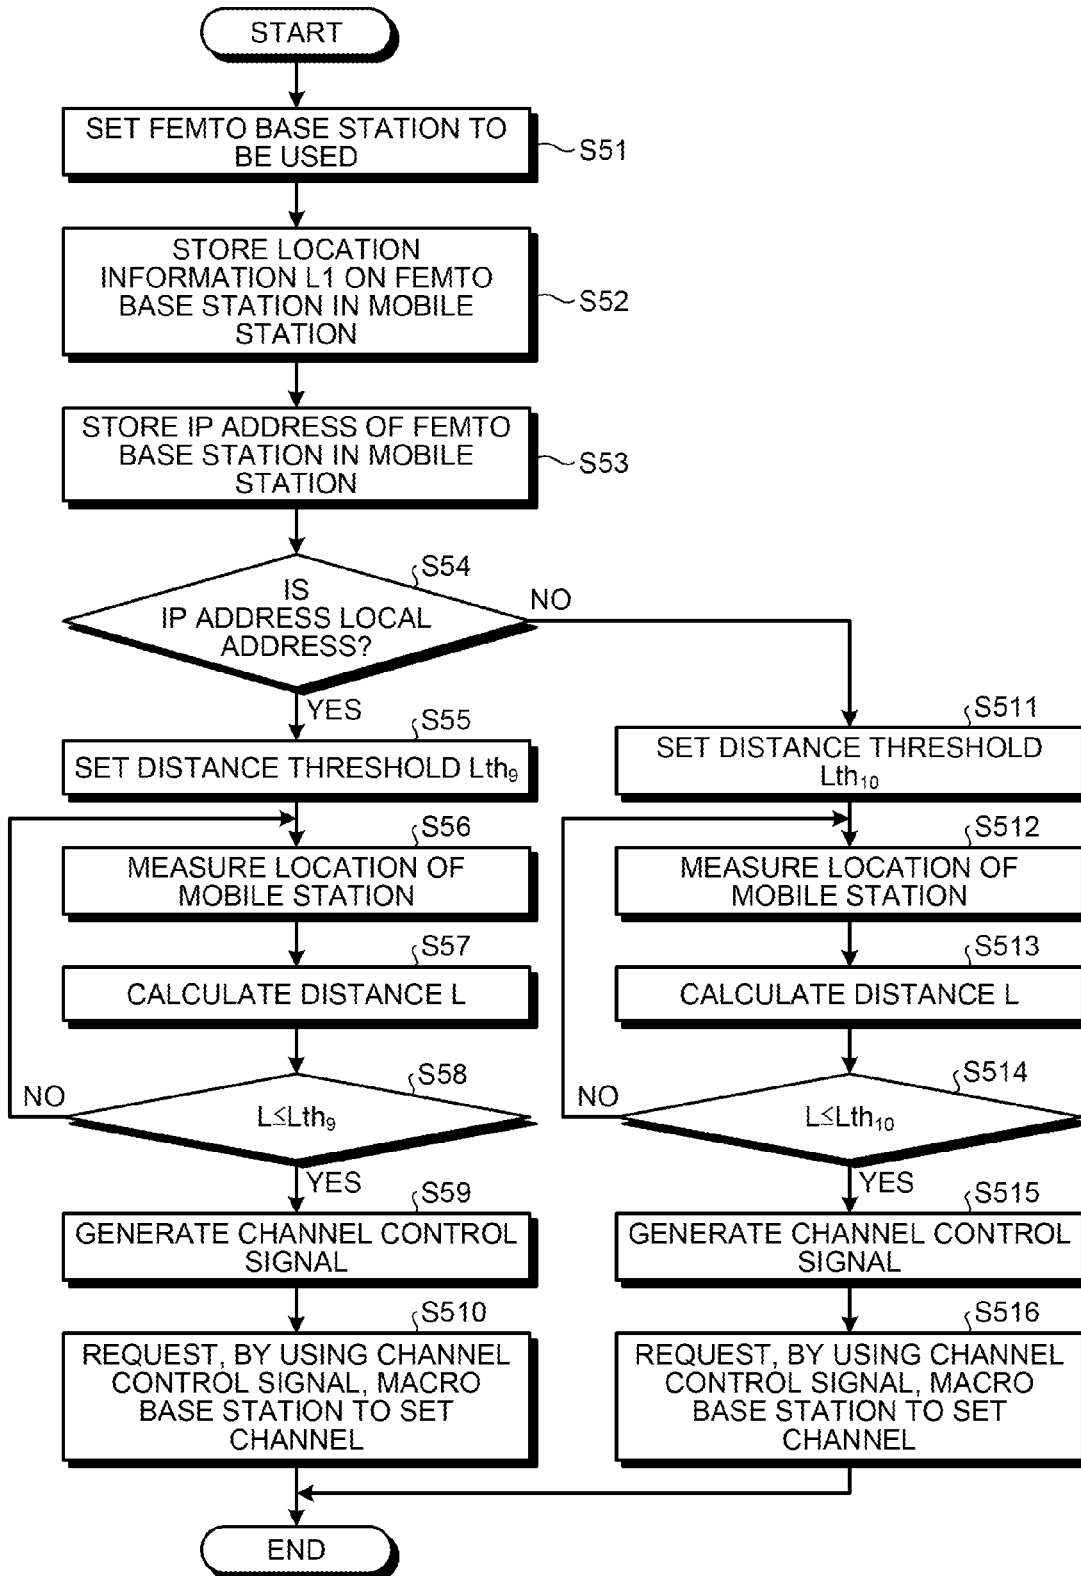 START
SET FEMTO BASE STATION TO
BE USED
S51
STORE LOCATION
INFORMATION L1 ON FEMTO
BASE STATION IN MOBILE
STATION
S52
STORE IP ADDRESS OF FEMTO
BASE STATION IN MOBILE
STATION
S53
S54
IS
IP ADDRESS LOCAL
ADDRESS?
NO
YES
S55
SET DISTANCE THRESHOLD Lth₉
S56
MEASURE LOCATION OF
MOBILE STATION
S57
CALCULATE DISTANCE L
S58
NO
L≤Lth₉
YES
S59
GENERATE CHANNEL CONTROL
SIGNAL
S510
REQUEST, BY USING CHANNEL
CONTROL SIGNAL, MACRO
BASE STATION TO SET
CHANNEL
S511
SET DISTANCE THRESHOLD
Lth₁₀
S512
MEASURE LOCATION OF
MOBILE STATION
S513
CALCULATE DISTANCE L
S514
NO
L≤Lth₁₀
YES
S515
GENERATE CHANNEL CONTROL
SIGNAL
S516
REQUEST, BY USING CHANNEL
CONTROL SIGNAL, MACRO
BASE STATION TO SET
CHANNEL
END